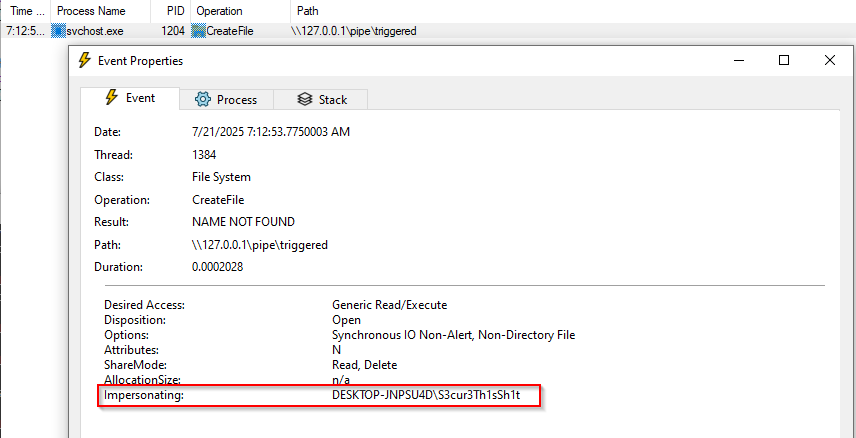 Time ... Process Name PID Operation Path
7:12:5... svchost.exe 1204 CreateFile \\127.0.0.1\pipe\triggered
Event Properties
Event Process Stack
Date: 7/21/2025 7:12:53.7750003 AM
Thread: 1384
Class: File System
Operation: CreateFile
Result: NAME NOT FOUND
Path: \\127.0.0.1\pipe\triggered
Duration: 0.0002028
Desired Access: Generic Read/Execute
Disposition: Open
Options: Synchronous IO Non-Alert, Non-Directory File
Attributes: N
ShareMode: Read, Delete
AllocationSize: n/a
Impersonating: DESKTOP-JNPSU4D\S3cur3Th1sSh1t